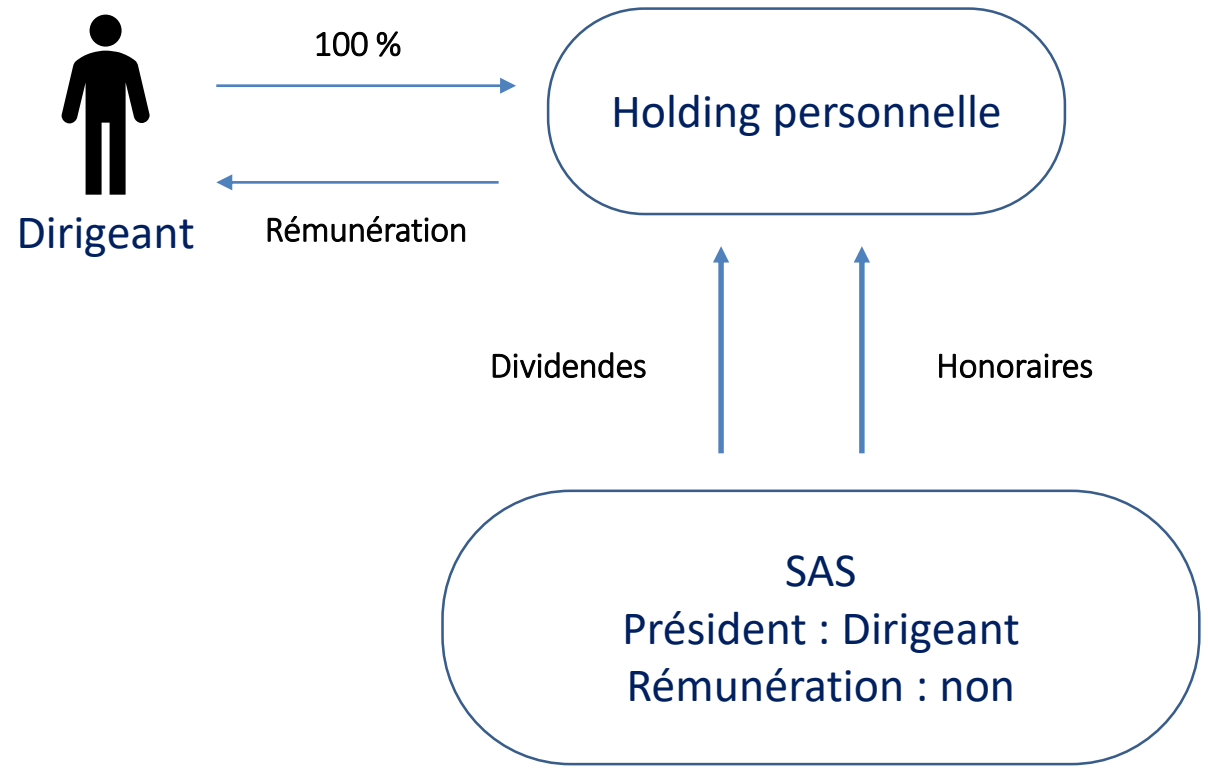 100 %
Holding personnelle
Dirigeant
Rémunération
Dividendes
Honoraires
SAS
Président : Dirigeant
Rémunération : non